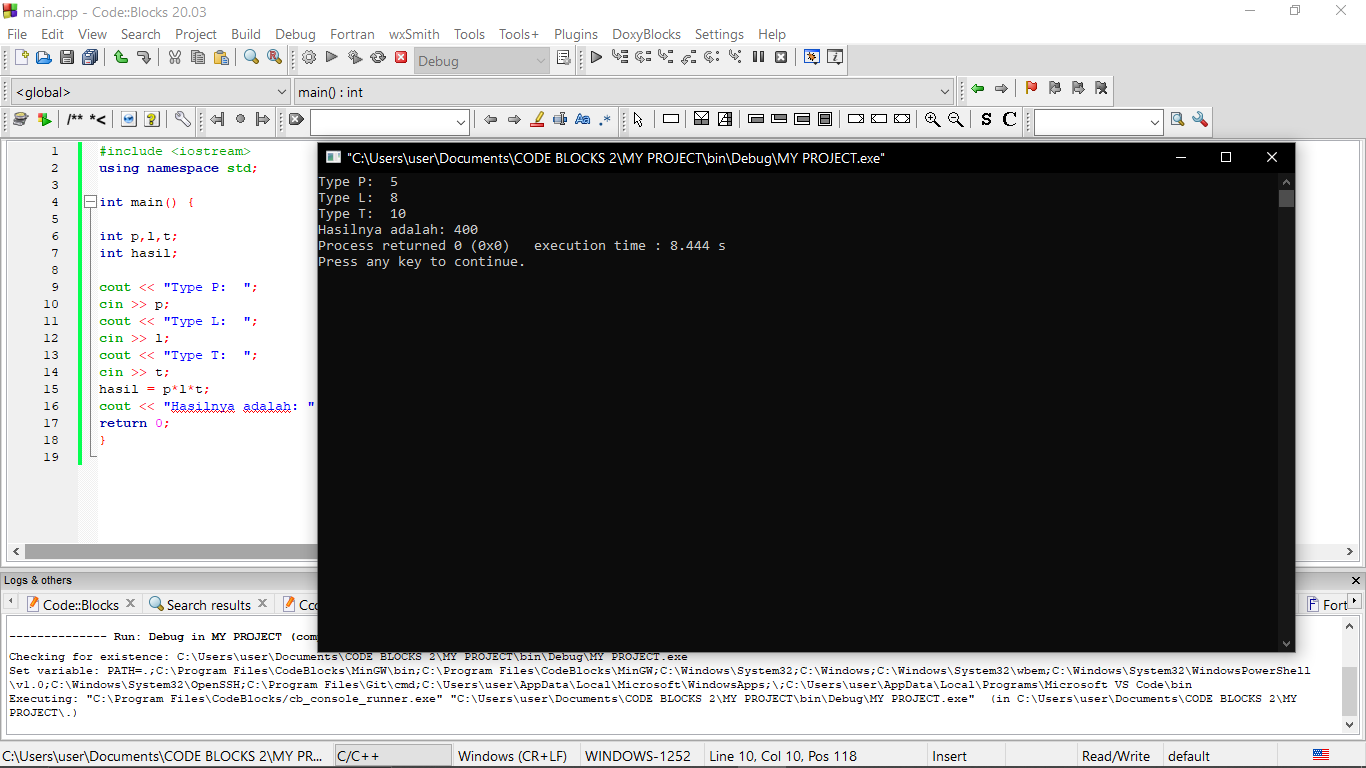 main.cpp - Code::Blocks 20.03
File Edit View Search Project Build Debug Fortran wxSmith Tools Tools+ Plugins DoxyBlocks Settings Help
Debug
<global> main() : int
/** *< Aa .* S C
1 #include <iostream>
2 using namespace std;
3
4 int main() {
5
6 int p,l,t;
7 int hasil;
8
9 cout << "Type P:  ";
10 cin >> p;
11 cout << "Type L:  ";
12 cin >> l;
13 cout << "Type T:  ";
14 cin >> t;
15 hasil = p*l*t;
16 cout << "Hasilnya adalah: "
17 return 0;
18 }
19
"C:\Users\user\Documents\CODE BLOCKS 2\MY PROJECT\bin\Debug\MY PROJECT.exe"
Type P:  5
Type L:  8
Type T:  10
Hasilnya adalah: 400
Process returned 0 (0x0)   execution time : 8.444 s
Press any key to continue.
Logs & others
Code::Blocks Search results Ccc Fort
-------------- Run: Debug in MY PROJECT (com
Checking for existence: C:\Users\user\Documents\CODE BLOCKS 2\MY PROJECT\bin\Debug\MY PROJECT.exe
Set variable: PATH=.;C:\Program Files\CodeBlocks\MinGW\bin;C:\Program Files\CodeBlocks\MinGW;C:\Windows\System32;C:\Windows;C:\Windows\System32\wbem;C:\Windows\System32\WindowsPowerShell
\v1.0;C:\Windows\System32\OpenSSH;C:\Program Files\Git\cmd;C:\Users\user\AppData\Local\Microsoft\WindowsApps;\;C:\Users\user\AppData\Local\Programs\Microsoft VS Code\bin
Executing: "C:\Program Files\CodeBlocks/cb_console_runner.exe" "C:\Users\user\Documents\CODE BLOCKS 2\MY PROJECT\bin\Debug\MY PROJECT.exe"  (in C:\Users\user\Documents\CODE BLOCKS 2\MY
PROJECT\.)
C:\Users\user\Documents\CODE BLOCKS 2\MY PR... C/C++ Windows (CR+LF) WINDOWS-1252 Line 10, Col 10, Pos 118 Insert Read/Write default